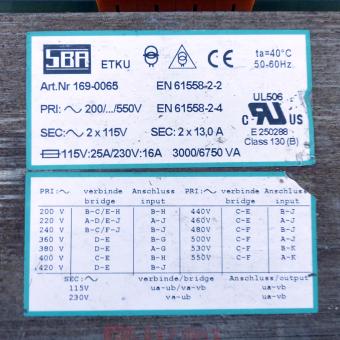 SBA ETKU ta=40°C
50-60Hz
Art.Nr 169-0065 EN 61558-2-2
UL506
PRI: ~ 200/.../550V EN 61558-2-4
C US
SEC: ~ 2 x 115V SEC: 2 x 13,0 A
E 250288
Class 130 (B)
115V:25A/230V:16A 3000/6750 VA
PRI:~ verbinde Anschluss PRI:~ verbinde Anschluss
bridge input bridge input
200 V B-C/E-H B-H 440V C-F B-J
220 V A-D/E-J A-J 460V C-E A-J
240 V B-C/F-J B-J 480V C-E B-J
360 V D-E B-G 500V C-F
380 V D-E A-G 530V C-E A-K
400 V C-E B-H 550V C-E B-K
420 V D-E B-J
SEC:~ verbinde/bridge Anschluss/output
115V ua-ub/va-vb ua-vb
230V va-ub ua-vb